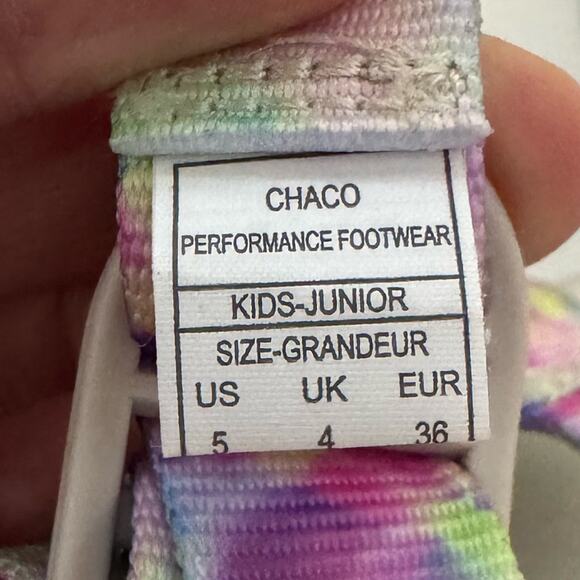 CHACO
PERFORMANCE FOOTWEAR
KIDS-JUNIOR
SIZE-GRANDEUR
US UK EUR
5 4 36